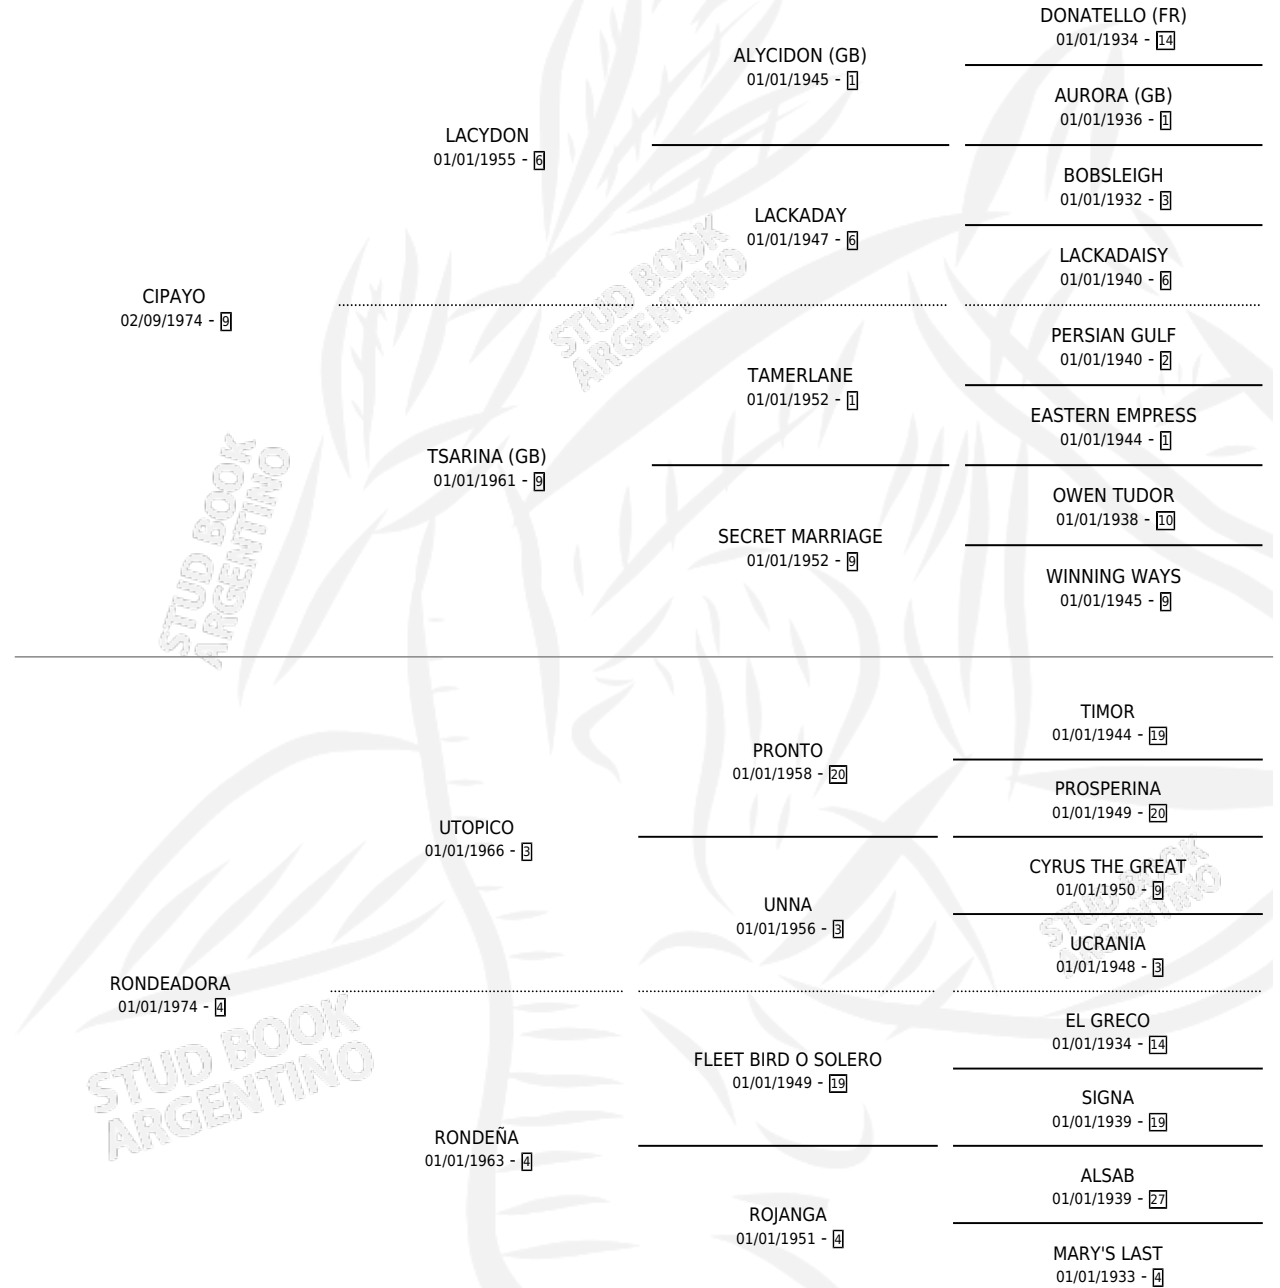 DONATELLO (FR)
01/01/1934 - 14
ALYCIDON (GB)
01/01/1945 - 1
AURORA (GB)
01/01/1936 - 1
LACYDON
01/01/1955 - 6
BOBSLEIGH
01/01/1932 - 3
LACKADAY
01/01/1947 - 6
LACKADAISY
01/01/1940 - 6
CIPAYO
02/09/1974 - 9
PERSIAN GULF
01/01/1940 - 2
TAMERLANE
01/01/1952 - 1
EASTERN EMPRESS
01/01/1944 - 1
TSARINA (GB)
01/01/1961 - 9
OWEN TUDOR
01/01/1938 - 10
SECRET MARRIAGE
01/01/1952 - 9
WINNING WAYS
01/01/1945 - 9
STUD BOOK
ARGENTINO
STUD BOOK
ARGENTINO
TIMOR
01/01/1944 - 19
PRONTO
01/01/1958 - 20
PROSPERINA
01/01/1949 - 20
UTOPICO
01/01/1966 - 3
CYRUS THE GREAT
01/01/1950 - 9
UNNA
01/01/1956 - 3
UCRANIA
01/01/1948 - 3
RONDEADORA
01/01/1974 - 4
EL GRECO
01/01/1934 - 14
FLEET BIRD O SOLERO
01/01/1949 - 19
SIGNA
01/01/1939 - 19
RONDEÑA
01/01/1963 - 4
ALSAB
01/01/1939 - 27
ROJANGA
01/01/1951 - 4
MARY'S LAST
01/01/1933 - 4
STUD BOOK
ARGENTINO
STUD BOOK
ARGENTINO